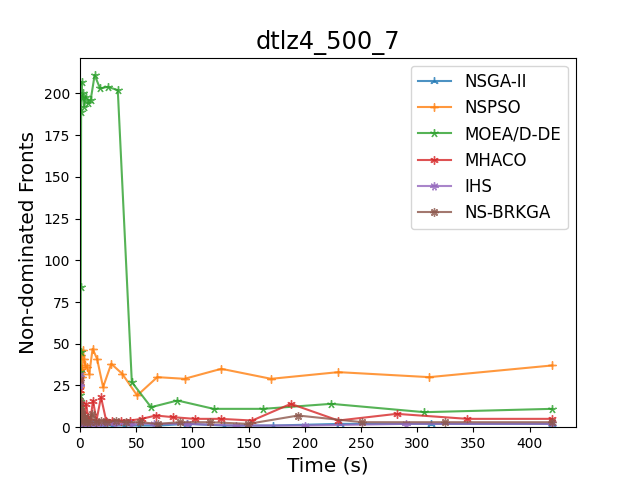 dtlz4_500_7
Non-dominated Fronts
200
175
150
125
100
75
50
25
0
0 50 100 150 200 250 300 350 400
Time (s)
NSGA-II
NSPSO
MOEA/D-DE
MHACO
IHS
NS-BRKGA